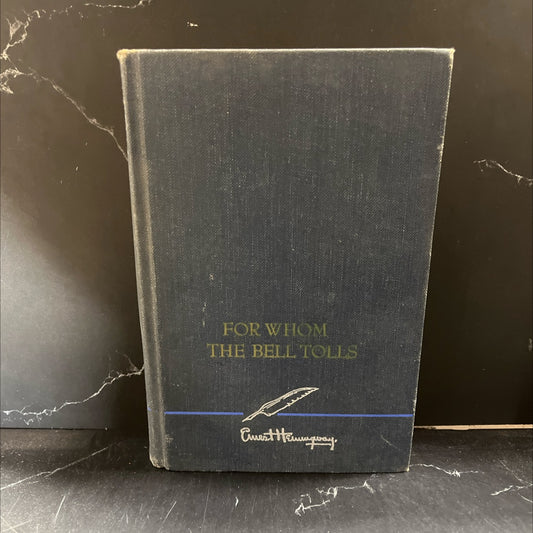 FOR WHOM
THE BELL TOLLS
Ernest Hemingway.